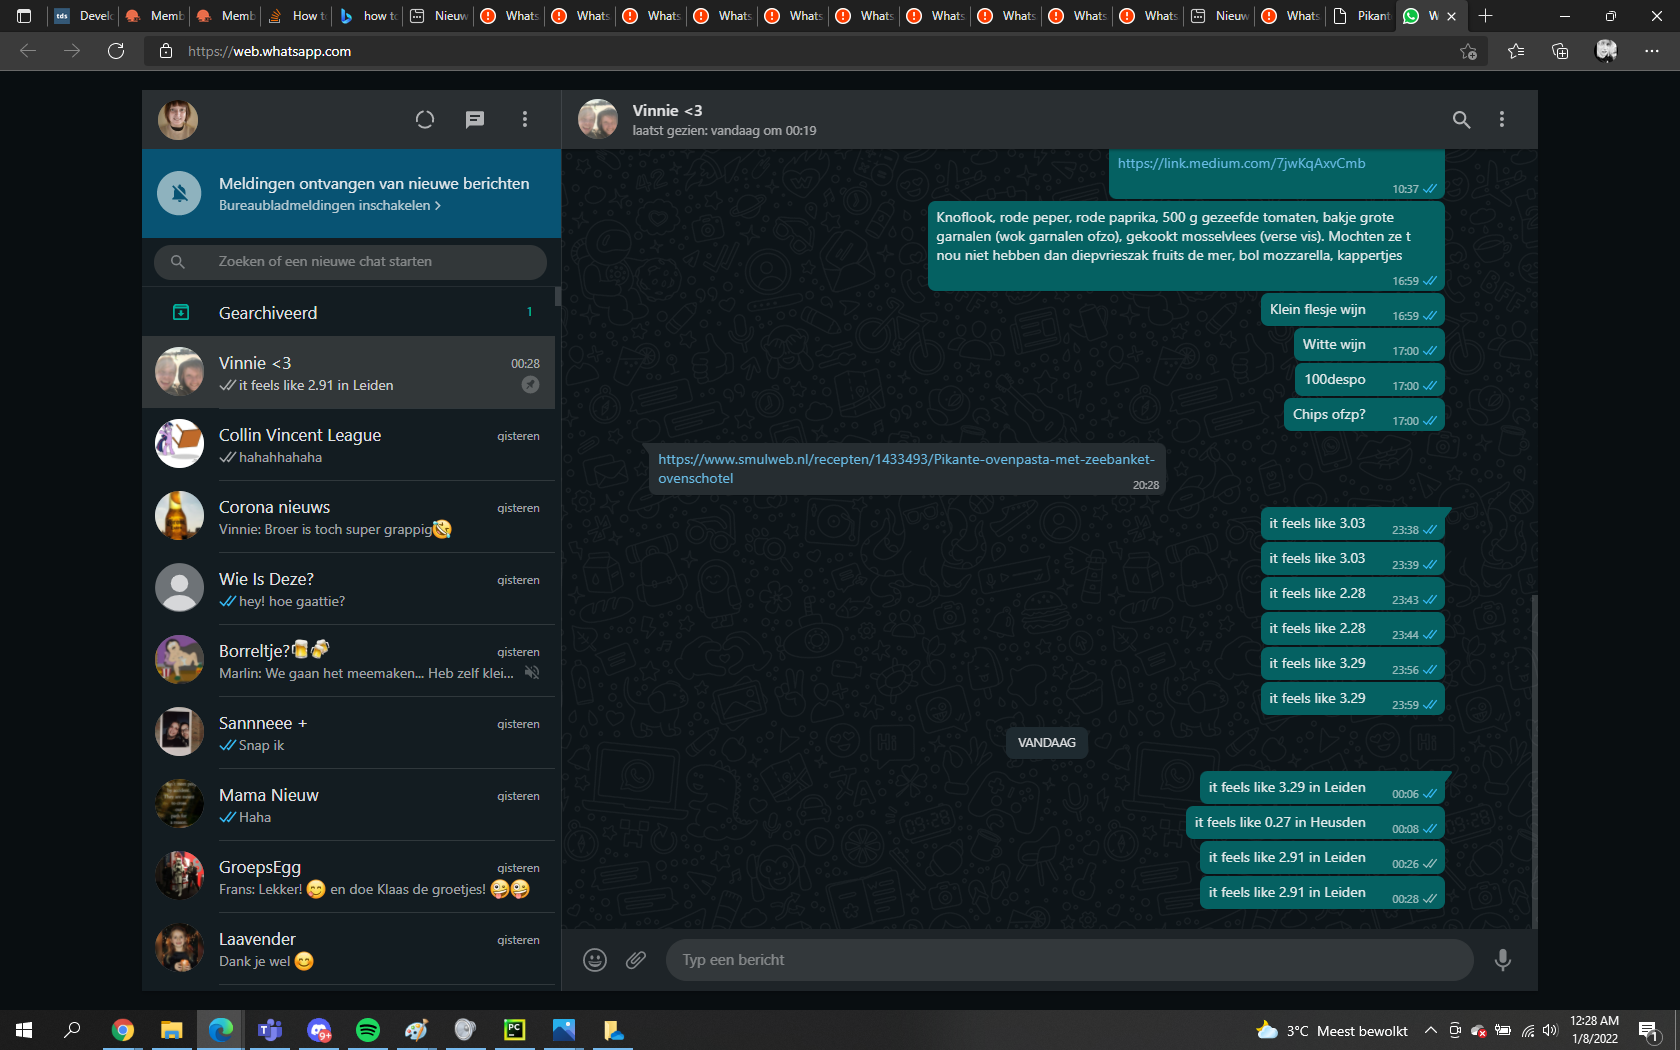 tds Develo
Memb
Memb
How to
how to
Nieuw
Whats
Whats
Whats
Whats
Whats
Whats
Whats
Whats
Whats
Whats
Nieuw
Whats
Pikant
W
https://web.whatsapp.com
Meldingen ontvangen van nieuwe berichten
Bureaubladmeldingen inschakelen >
Zoeken of een nieuwe chat starten
Gearchiveerd 1
Vinnie <3 00:28
it feels like 2.91 in Leiden
Collin Vincent League gisteren
hahahhahaha
Corona nieuws gisteren
Vinnie: Broer is toch super grappig🤣
Wie Is Deze? gisteren
hey! hoe gaattie?
Borreltje?🍺🍻 gisteren
Marlin: We gaan het meemaken... Heb zelf klei...
Sannneee + gisteren
Snap ik
Mama Nieuw gisteren
Haha
GroepsEgg gisteren
Frans: Lekker! 😋 en doe Klaas de groetjes! 🤪🤪
Laavender gisteren
Dank je wel 😊
Vinnie <3
laatst gezien: vandaag om 00:19
https://link.medium.com/7jwKqAxvCmb
10:37
Knoflook, rode peper, rode paprika, 500 g gezeefde tomaten, bakje grote
garnalen (wok garnalen ofzo), gekookt mosselvlees (verse vis). Mochten ze t
nou niet hebben dan diepvrieszak fruits de mer, bol mozzarella, kappertjes
16:59
Klein flesje wijn 16:59
Witte wijn 17:00
100despo 17:00
Chips ofzp? 17:00
https://www.smulweb.nl/recepten/1433493/Pikante-ovenpasta-met-zeebanket-
ovenschotel 20:28
it feels like 3.03 23:38
it feels like 3.03 23:39
it feels like 2.28 23:43
it feels like 2.28 23:44
it feels like 3.29 23:56
it feels like 3.29 23:59
VANDAAG
it feels like 3.29 in Leiden 00:06
it feels like 0.27 in Heusden 00:08
it feels like 2.91 in Leiden 00:26
it feels like 2.91 in Leiden 00:28
Typ een bericht
9+
PC
3°C Meest bewolkt
12:28 AM
1/8/2022
1